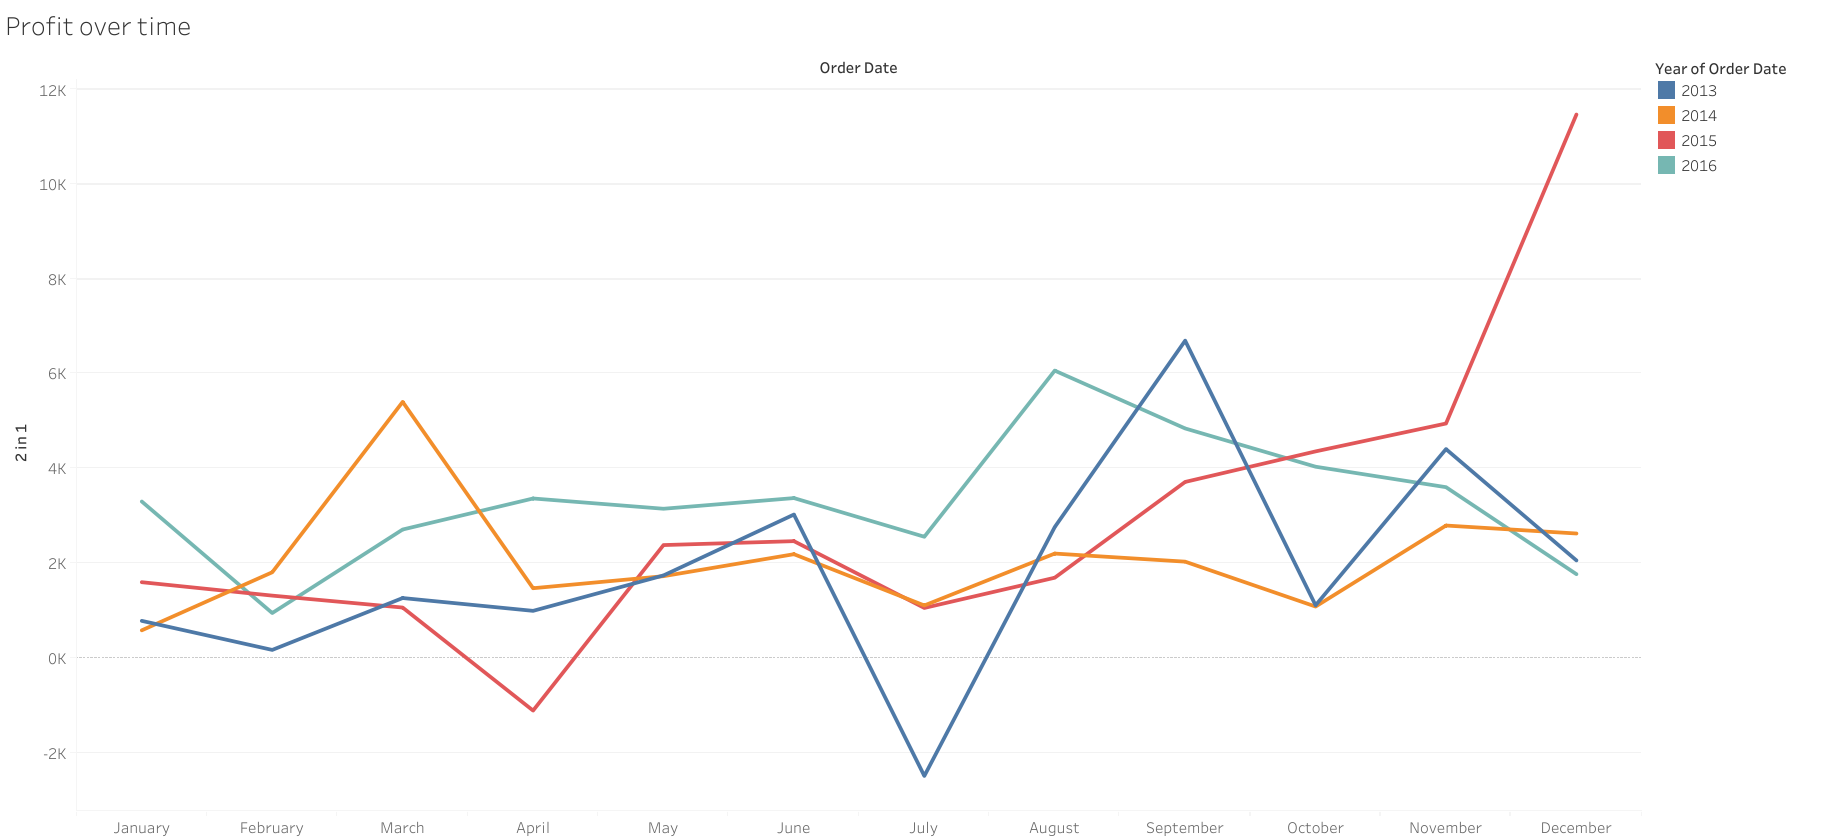 Profit over time
Order Date
Year of Order Date
2013
2014
2015
2016
12K
10K
8K
6K
4K
2K
0K
-2K
2 in 1
January February March April May June July August September October November December